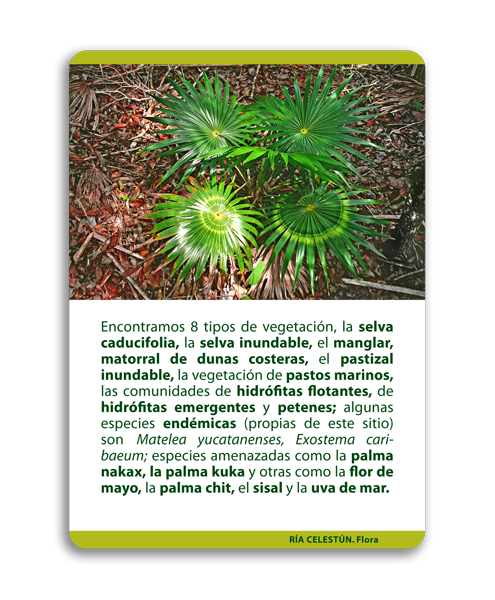 Encontramos 8 tipos de vegetación, la selva
caducifolia, la selva inundable, el manglar,
matorral de dunas costeras, el pastizal
inundable, la vegetación de pastos marinos,
las comunidades de hidrófitas flotantes, de
hidrófitas emergentes y petenes; algunas
especies endémicas (propias de este sitio)
son Matelea yucatanenses, Exostema cari-
baeum; especies amenazadas como la palma
nakax, la palma kuka y otras como la flor de
mayo, la palma chit, el sisal y la uva de mar.
RÍA CELESTÚN. Flora